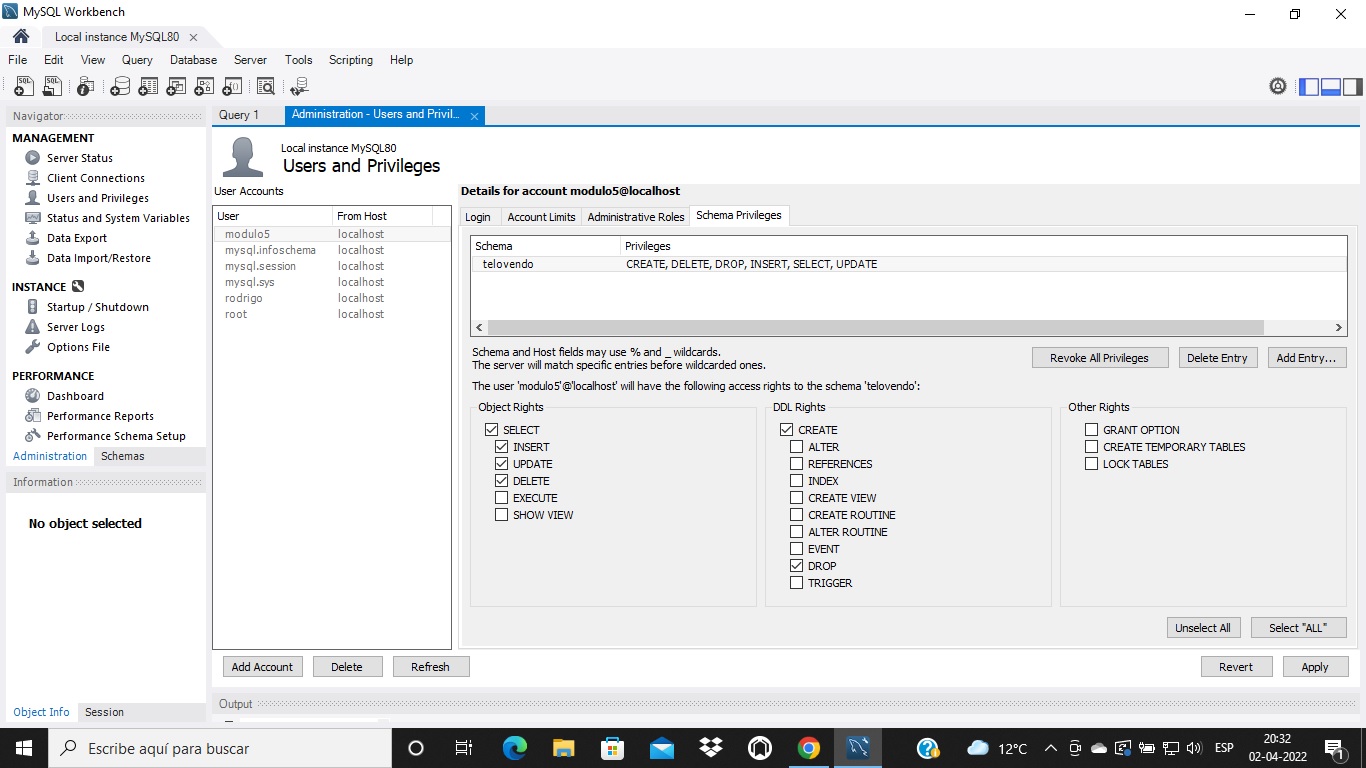 MySQL Workbench
Local instance MySQL80
File Edit View Query Database Server Tools Scripting Help
Navigator
MANAGEMENT
Server Status
Client Connections
Users and Privileges
Status and System Variables
Data Export
Data Import/Restore
INSTANCE
Startup / Shutdown
Server Logs
Options File
PERFORMANCE
Dashboard
Performance Reports
Performance Schema Setup
Administration Schemas
Information
No object selected
Object Info Session
Query 1 Administration - Users and Privil...
Local instance MySQL80
Users and Privileges
User Accounts
User From Host
modulo5 localhost
mysql.infoschema localhost
mysql.session localhost
mysql.sys localhost
rodrigo localhost
root localhost
Add Account Delete Refresh
Details for account modulo5@localhost
Login Account Limits Administrative Roles Schema Privileges
Schema Privileges
telovendo CREATE, DELETE, DROP, INSERT, SELECT, UPDATE
Schema and Host fields may use % and _ wildcards.
The server will match specific entries before wildcarded ones.
Revoke All Privileges Delete Entry Add Entry...
The user 'modulo5'@'localhost' will have the following access rights to the schema 'telovendo':
Object Rights
SELECT
INSERT
UPDATE
DELETE
EXECUTE
SHOW VIEW
DDL Rights
CREATE
ALTER
REFERENCES
INDEX
CREATE VIEW
CREATE ROUTINE
ALTER ROUTINE
EVENT
DROP
TRIGGER
Other Rights
GRANT OPTION
CREATE TEMPORARY TABLES
LOCK TABLES
Unselect All Select "ALL"
Revert Apply
Output
Escribe aquí para buscar
12°C
ESP
20:32
02-04-2022
1